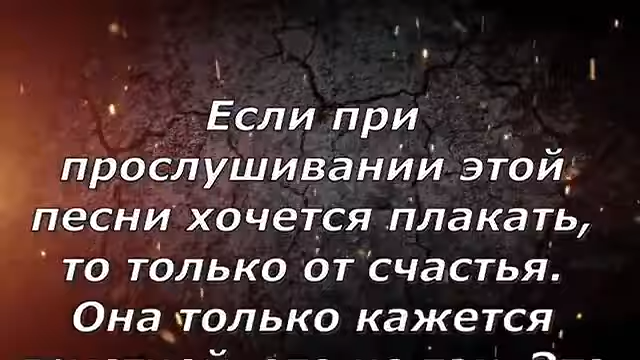 Если при
прослушивании этой
песни хочется плакать,
то только от счастья.
Она только кажется